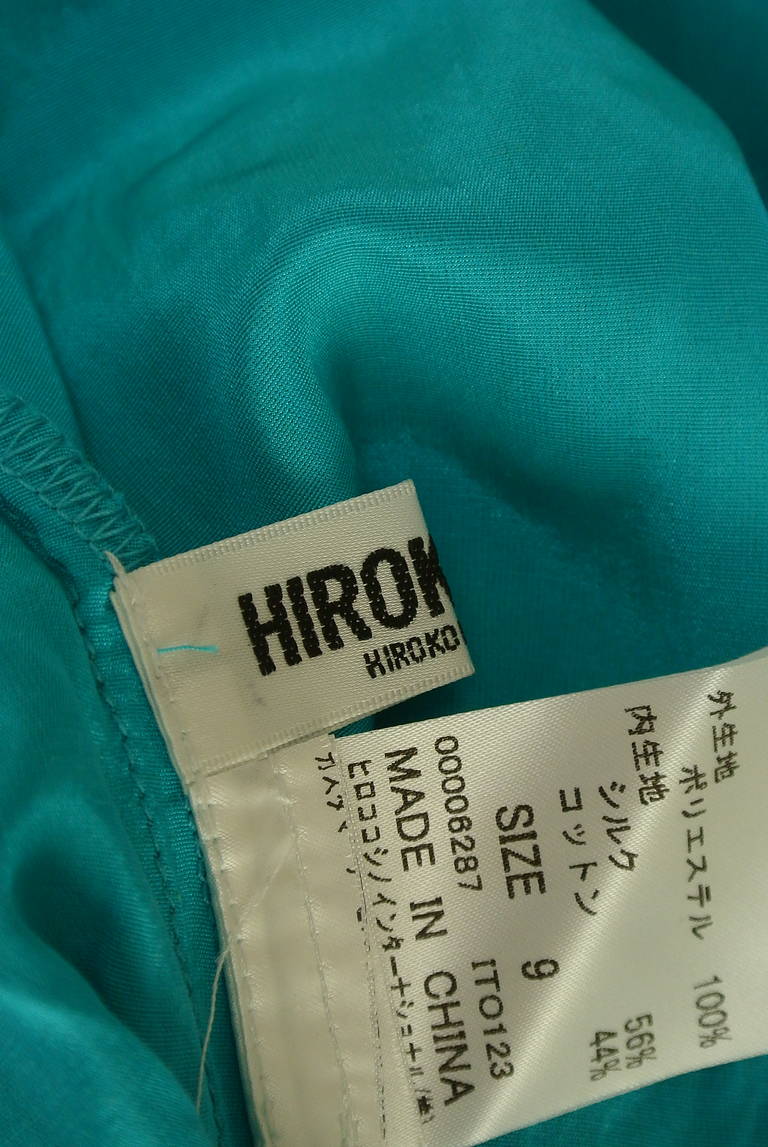 HIROK
HIROKO
外生地
ポリエステル 100%
内生地
シルク 56%
コットン 44%
SIZE 9
00006287 ITO123
MADE IN CHINA
ヒロココシノインターナショナル㈱